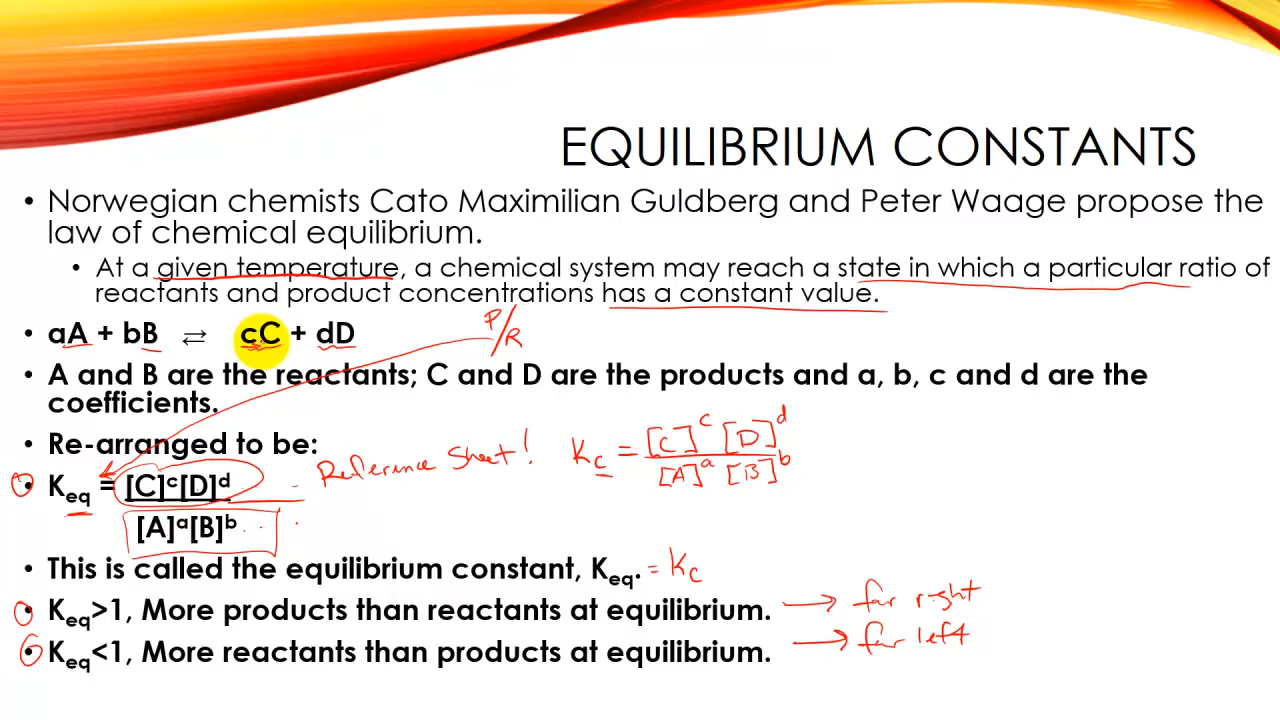 EQUILIBRIUM CONSTANTS
• Norwegian chemists Cato Maximilian Guldberg and Peter Waage propose the
law of chemical equilibrium.
• At a given temperature, a chemical system may reach a state in which a particular ratio of
reactants and product concentrations has a constant value.
P/R
• aA + bB ⇄ cC + dD
• A and B are the reactants; C and D are the products and a, b, c and d are the
coefficients.
• Re-arranged to be:
Reference Sheet!
Kc = [C]^c [D]^d
[A]^a [B]^b
• Keq = [C]^c[D]^d
[A]^a[B]^b
• This is called the equilibrium constant, Keq. = Kc
• Keq>1, More products than reactants at equilibrium. → far right
• Keq<1, More reactants than products at equilibrium. → far left